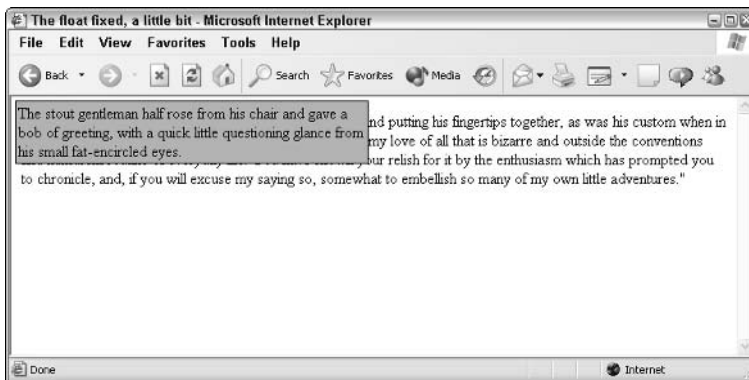 The float fixed, a little bit - Microsoft Internet Explorer
File Edit View Favorites Tools Help
Back Search Favorites Media
The stout gentleman half rose from his chair and gave a
bob of greeting, with a quick little questioning glance from
his small fat-encircled eyes.
nd putting his fingertips together, as was his custom when in
my love of all that is bizarre and outside the conventions
our relish for it by the enthusiasm which has prompted you
to chronicle, and, if you will excuse my saying so, somewhat to embellish so many of my own little adventures."
Done Internet